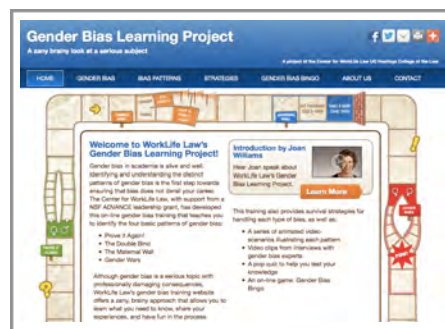 Gender Bias Learning Project
A zany brainy look at a serious subject
A project of the Center for WorkLife Law UC Hastings College of the Law
HOME GENDER BIAS BIAS PATTERNS STRATEGIES GENDER BIAS BINGO ABOUT US CONTACT
Welcome to WorkLife Law's
Gender Bias Learning Project!
Gender bias in academia is alive and well.
Identifying and understanding the distinct
patterns of gender bias is the first step towards
ensuring that bias does not derail your career.
The Center for WorkLife Law, with support from a
NSF ADVANCE leadership grant, has developed
this on-line gender bias training that teaches you
to identify the four basic patterns of gender bias:
Prove it Again!
The Double Bind
The Maternal Wall
Gender Wars
Although gender bias is a serious topic with
professionally damaging consequences,
WorkLife Law's gender bias training website
offers a zany, brainy approach that allows you to
learn what you need to know, share your
experiences, and have fun in the process.
Introduction by Joan
Williams
Hear Joan speak about
WorkLife Law's Gender
Bias Learning Project.
Learn More
This training also provides survival strategies for
handling each type of bias, as well as:
A series of animated video
scenarios illustrating each pattern
Video clips from interviews with
gender bias experts.
A pop quiz to help you test your
knowledge
An on-line game: Gender Bias
Bingo